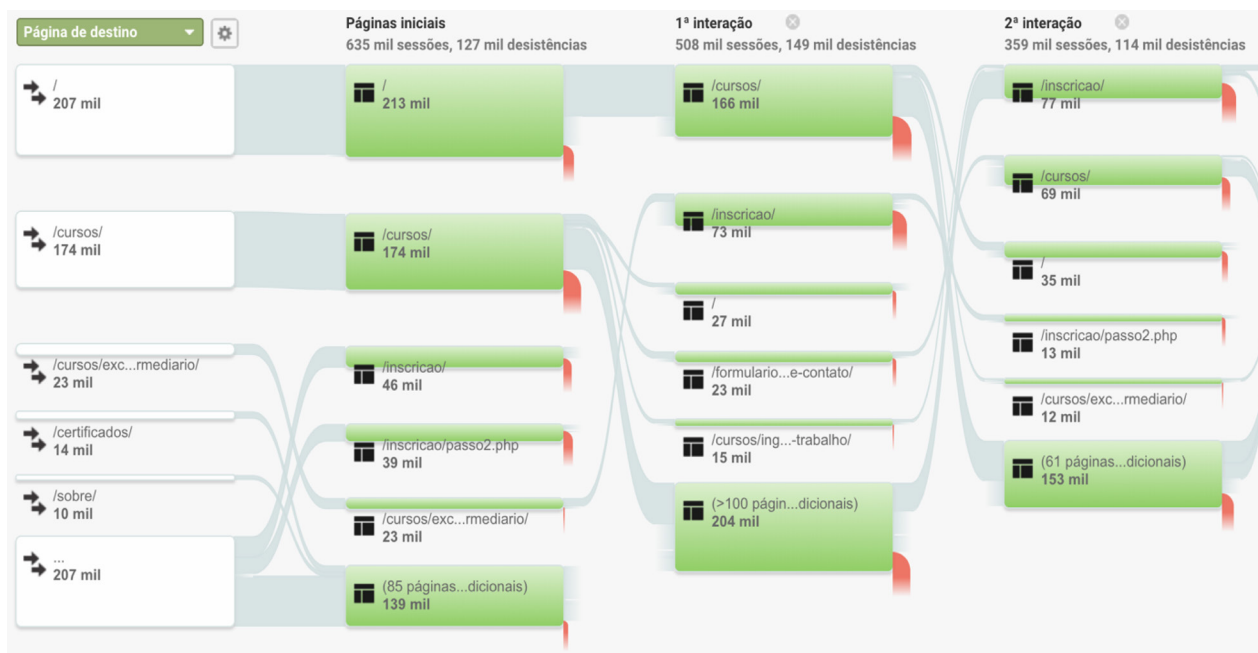 Página de destino
Páginas iniciais
635 mil sessões, 127 mil desistências
1ª interação
508 mil sessões, 149 mil desistências
2ª interação
359 mil sessões, 114 mil desistências
/
207 mil
/cursos/
174 mil
/cursos/exc...rmediario/
23 mil
/certificados/
14 mil
/sobre/
10 mil
...
207 mil
/
213 mil
/cursos/
174 mil
/inscricao/
46 mil
/inscricao/passo2.php
39 mil
/cursos/exc...rmediario/
23 mil
(85 páginas...dicionais)
139 mil
/cursos/
166 mil
/inscricao/
73 mil
/
27 mil
/formulario...e-contato/
23 mil
/cursos/ing...-trabalho/
15 mil
(>100 págin...dicionais)
204 mil
/inscricao/
77 mil
/cursos/
69 mil
/
35 mil
/inscricao/passo2.php
13 mil
/cursos/exc...rmediario/
12 mil
(61 páginas...dicionais)
153 mil